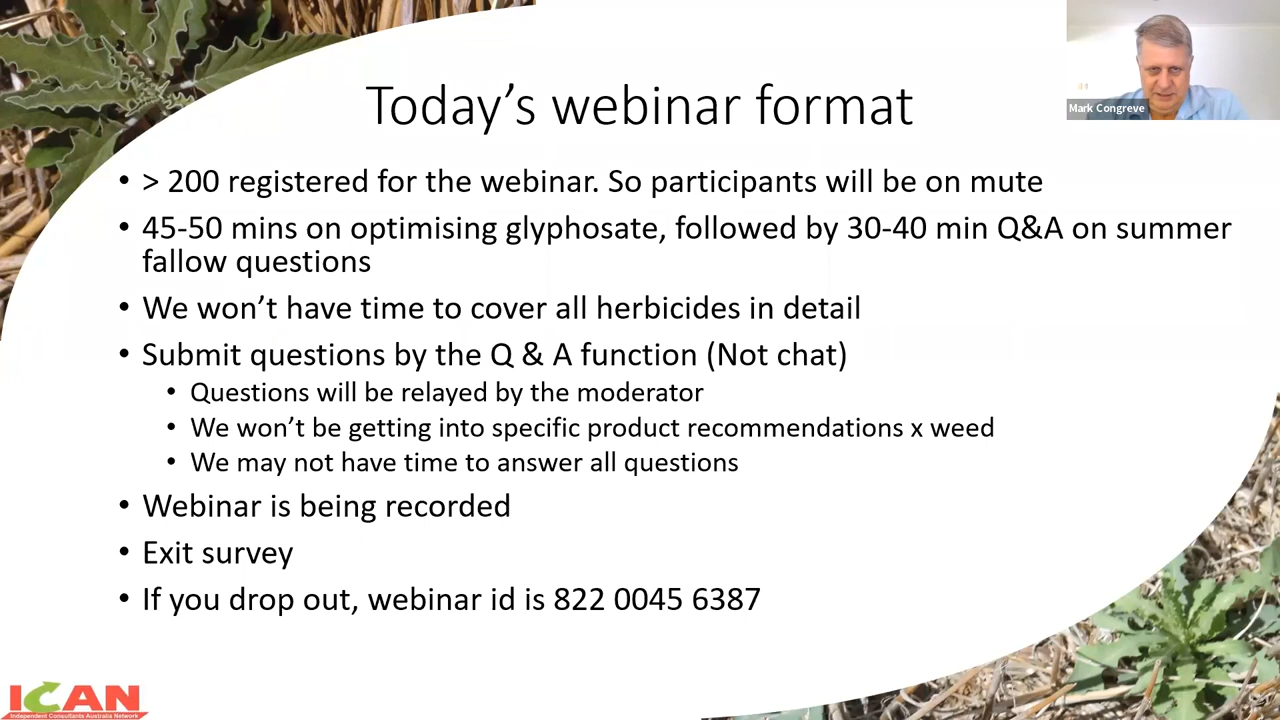 Today's webinar format
Mark Congreve
• > 200 registered for the webinar. So participants will be on mute
• 45-50 mins on optimising glyphosate, followed by 30-40 min Q&A on summer
fallow questions
• We won't have time to cover all herbicides in detail
• Submit questions by the Q & A function (Not chat)
• Questions will be relayed by the moderator
• We won't be getting into specific product recommendations x weed
• We may not have time to answer all questions
• Webinar is being recorded
• Exit survey
• If you drop out, webinar id is 822 0045 6387
ICAN
Independent Consultants Australia Network